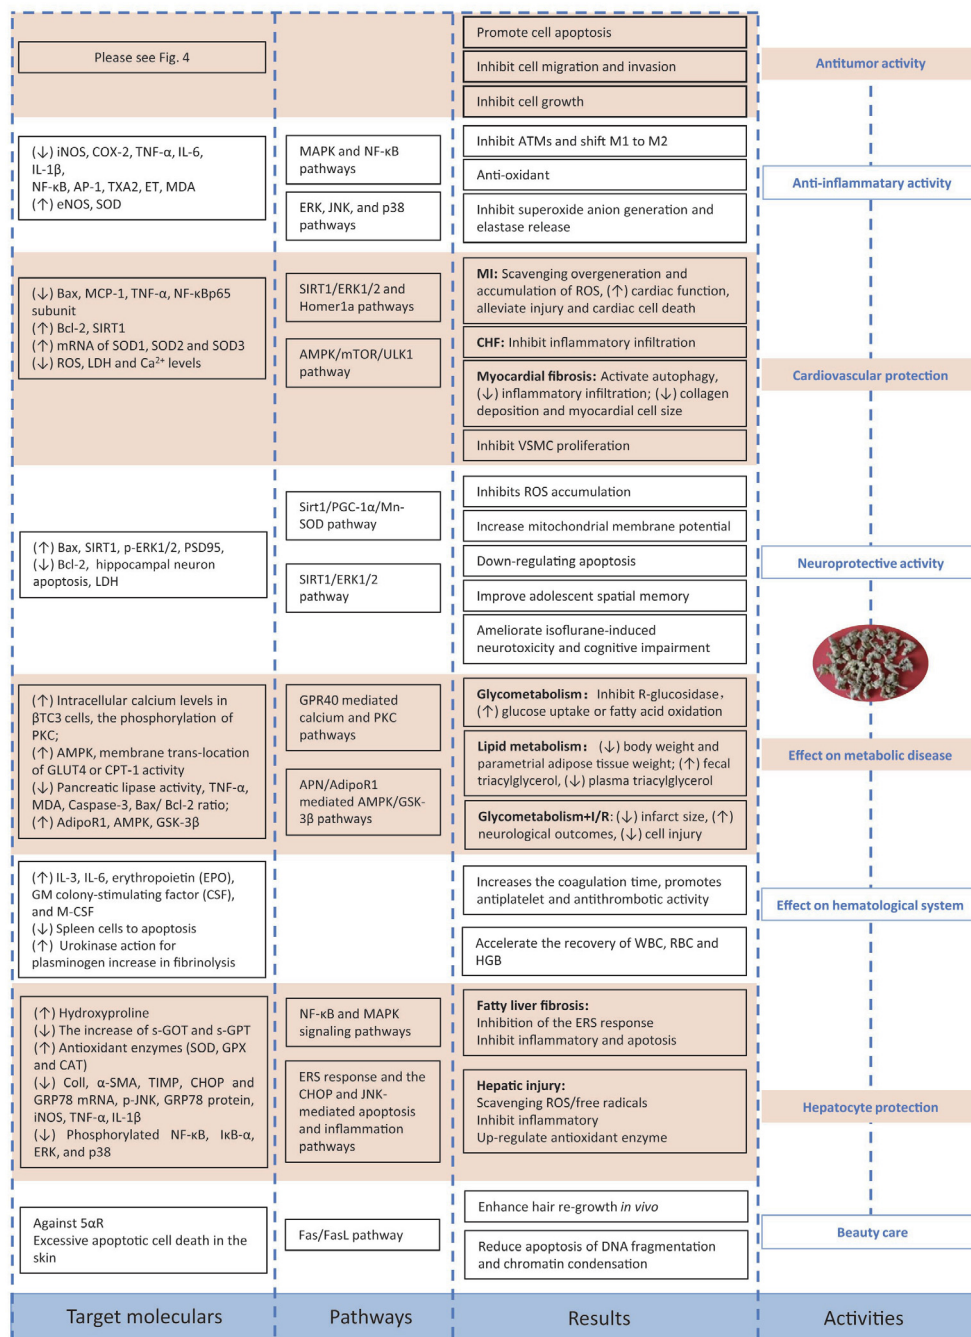 Please see Fig. 4
Promote cell apoptosis
Inhibit cell migration and invasion
Inhibit cell growth
Antitumor activity
(↓) iNOS, COX-2, TNF-α, IL-6,
IL-1β,
NF-κB, AP-1, TXA2, ET, MDA
(↑) eNOS, SOD
MAPK and NF-κB
pathways
ERK, JNK, and p38
pathways
Inhibit ATMs and shift M1 to M2
Anti-oxidant
Inhibit superoxide anion generation and
elastase release
Anti-inflammatary activity
(↓) Bax, MCP-1, TNF-α, NF-κBp65
subunit
(↑) Bcl-2, SIRT1
(↑) mRNA of SOD1, SOD2 and SOD3
(↓) ROS, LDH and Ca²⁺ levels
SIRT1/ERK1/2 and
Homer1a pathways
AMPK/mTOR/ULK1
pathway
MI: Scavenging overgeneration and
accumulation of ROS, (↑) cardiac function,
alleviate injury and cardiac cell death
CHF: Inhibit inflammatory infiltration
Myocardial fibrosis: Activate autophagy,
(↓) inflammatory infiltration; (↓) collagen
deposition and myocardial cell size
Inhibit VSMC proliferation
Cardiovascular protection
(↑) Bax, SIRT1, p-ERK1/2, PSD95,
(↓) Bcl-2, hippocampal neuron
apoptosis, LDH
Sirt1/PGC-1α/Mn-
SOD pathway
SIRT1/ERK1/2
pathway
Inhibits ROS accumulation
Increase mitochondrial membrane potential
Down-regulating apoptosis
Improve adolescent spatial memory
Ameliorate isoflurane-induced
neurotoxicity and cognitive impairment
Neuroprotective activity
(↑) Intracellular calcium levels in
βTC3 cells, the phosphorylation of
PKC;
(↑) AMPK, membrane trans-location
of GLUT4 or CPT-1 activity
(↓) Pancreatic lipase activity, TNF-α,
MDA, Caspase-3, Bax/ Bcl-2 ratio;
(↑) AdipoR1, AMPK, GSK-3β
GPR40 mediated
calcium and PKC
pathways
APN/AdipoR1
mediated AMPK/GSK-
3β pathways
Glycometabolism： Inhibit R-glucosidase，
(↑) glucose uptake or fatty acid oxidation
Lipid metabolism： (↓) body weight and
parametrial adipose tissue weight; (↑) fecal
triacylglycerol, (↓) plasma triacylglycerol
Glycometabolism+I/R: (↓) infarct size, (↑)
neurological outcomes, (↓) cell injury
Effect on metabolic disease
(↑) IL-3, IL-6, erythropoietin (EPO),
GM colony-stimulating factor (CSF),
and M-CSF
(↓) Spleen cells to apoptosis
(↑) Urokinase action for
plasminogen increase in fibrinolysis
Increases the coagulation time, promotes
antiplatelet and antithrombotic activity
Accelerate the recovery of WBC, RBC and
HGB
Effect on hematological system
(↑) Hydroxyproline
(↓) The increase of s-GOT and s-GPT
(↑) Antioxidant enzymes (SOD, GPX
and CAT)
(↓) Coll, α-SMA, TIMP, CHOP and
GRP78 mRNA, p-JNK, GRP78 protein,
iNOS, TNF-α, IL-1β
(↓) Phosphorylated NF-κB, IκB-α,
ERK, and p38
NF-κB and MAPK
signaling pathways
ERS response and the
CHOP and JNK-
mediated apoptosis
and inflammation
pathways
Fatty liver fibrosis:
Inhibition of the ERS response
Inhibit inflammatory and apotosis
Hepatic injury:
Scavenging ROS/free radicals
Inhibit inflammatory
Up-regulate antioxidant enzyme
Hepatocyte protection
Against 5αR
Excessive apoptotic cell death in the
skin
Fas/FasL pathway
Enhance hair re-growth in vivo
Reduce apoptosis of DNA fragmentation
and chromatin condensation
Beauty care
Target moleculars
Pathways
Results
Activities